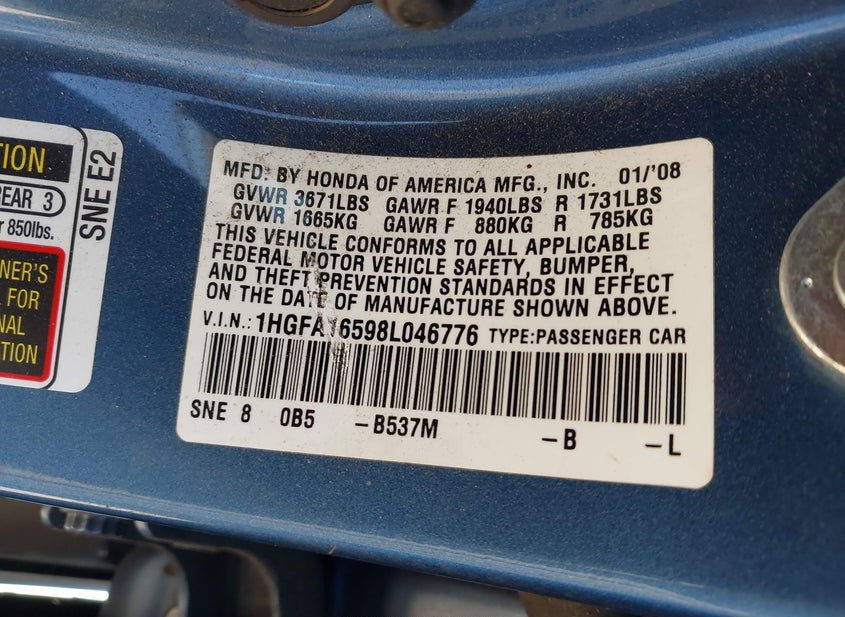 TION
REAR 3
r 850lbs.
NER'S
L FOR
NAL
ATION
SNE E2
MFD. BY HONDA OF AMERICA MFG., INC. 01/'08
GVWR 3671LBS GAWR F 1940LBS R 1731LBS
GVWR 1665KG GAWR F 880KG R 785KG
THIS VEHICLE CONFORMS TO ALL APPLICABLE
FEDERAL MOTOR VEHICLE SAFETY, BUMPER,
AND THEFT PREVENTION STANDARDS IN EFFECT
ON THE DATE OF MANUFACTURE SHOWN ABOVE.
V.I.N.: 1HGFA16598L046776 TYPE:PASSENGER CAR
SNE 8 0B5 -B537M -B -L